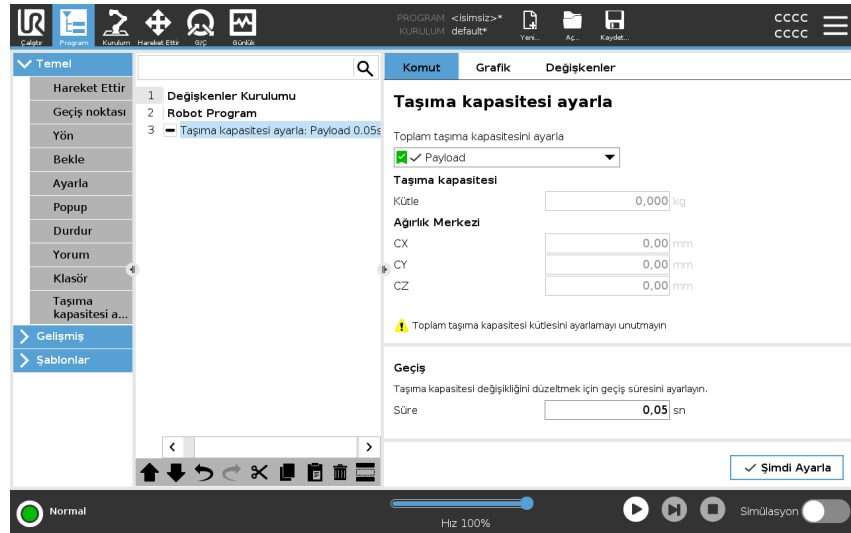 UR
Çalıştır
Program
Kurulum
Hareket Ettir
G/Ç
Günlük
PROGRAM <isimsiz>*
KURULUM default*
Yeni...
Aç...
Kaydet...
cccc
cccc
Temel
Hareket Ettir
Geçiş noktası
Yön
Bekle
Ayarla
Popup
Durdur
Yorum
Klasör
Taşıma
kapasitesi a...
Gelişmiş
Şablonlar
1 Değişkenler Kurulumu
2 Robot Program
3 Taşıma kapasitesi ayarla: Payload 0.05s
Komut
Grafik
Değişkenler
Taşıma kapasitesi ayarla
Toplam taşıma kapasitesini ayarla
Payload
Taşıma kapasitesi
Kütle 0,000 kg
Ağırlık Merkezi
CX 0,00 mm
CY 0,00 mm
CZ 0,00 mm
Toplam taşıma kapasitesi kütlesini ayarlamayı unutmayın
Geçiş
Taşıma kapasitesi değişikliğini düzeltmek için geçiş süresini ayarlayın.
Süre 0,05 sn
Şimdi Ayarla
Normal
Hız 100%
Simülasyon